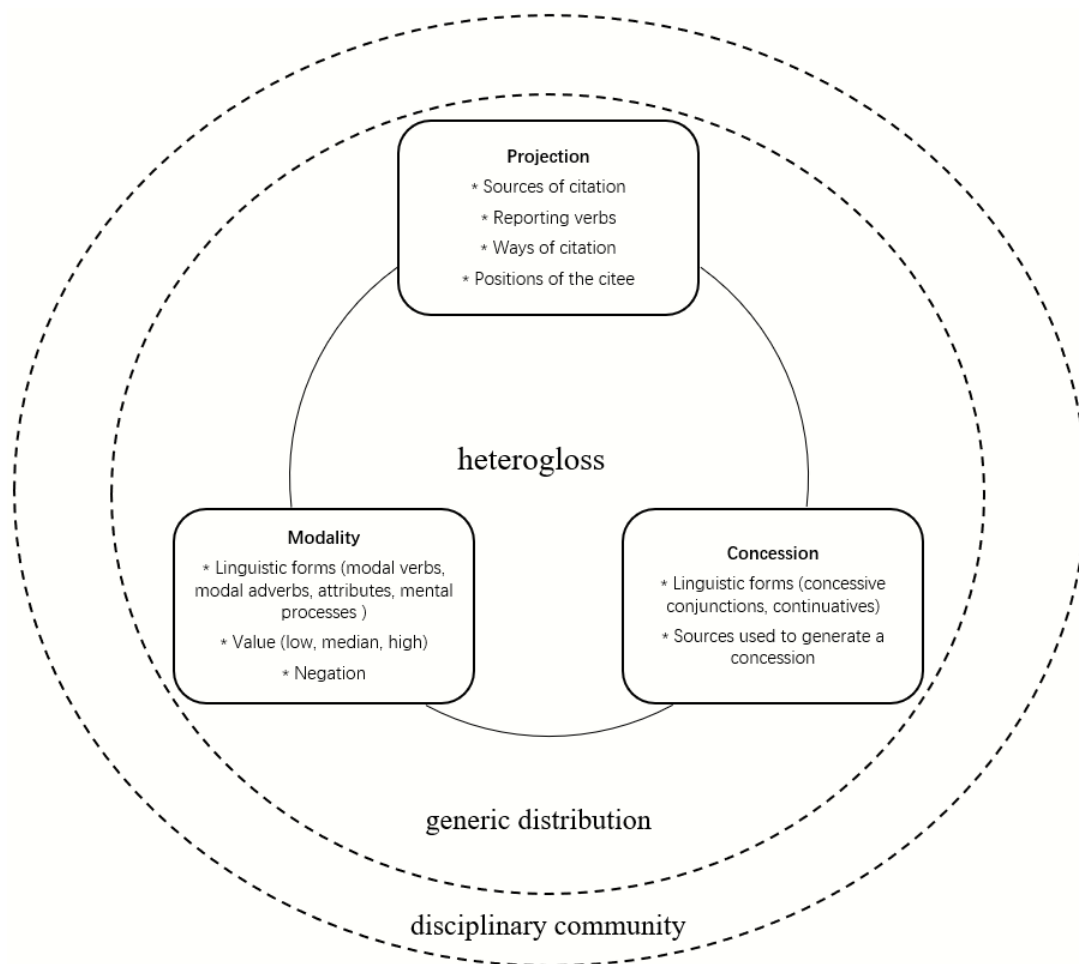 Projection
* Sources of citation
* Reporting verbs
* Ways of citation
* Positions of the citee
heterogloss
Modality
* Linguistic forms (modal verbs,
modal adverbs, attributes, mental
processes )
* Value (low, median, high)
* Negation
Concession
* Linguistic forms (concessive
conjunctions, continuatives)
* Sources used to generate a
concession
generic distribution
disciplinary community